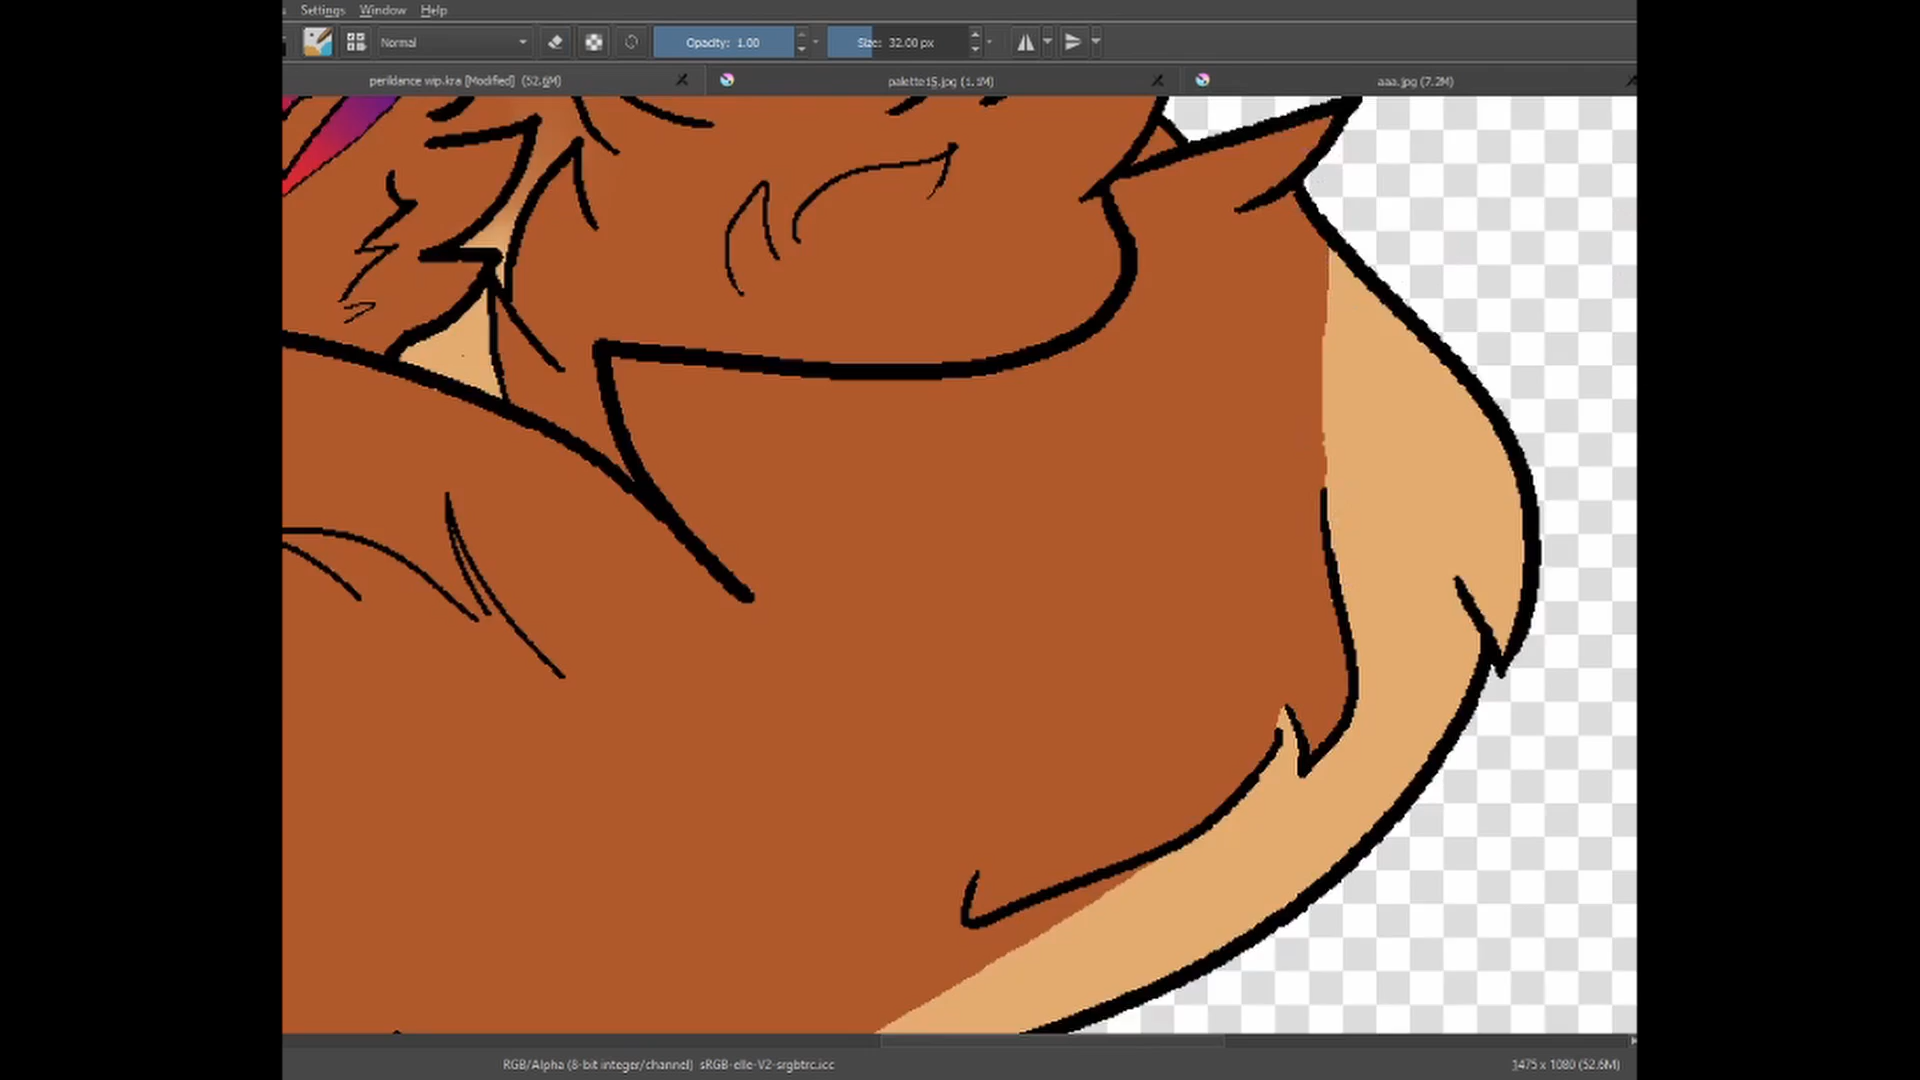 Settings Window Help
Normal Opacity: 1.00 Size: 32.00 px
perildance wip.kra [Modified] (52.6M) palette15.jpg (1.1M) aaa.jpg (7.2M)
RGB/Alpha (8-bit integer/channel) sRGB-elle-V2-srgbtrc.icc 1475 x 1080 (52.6M)